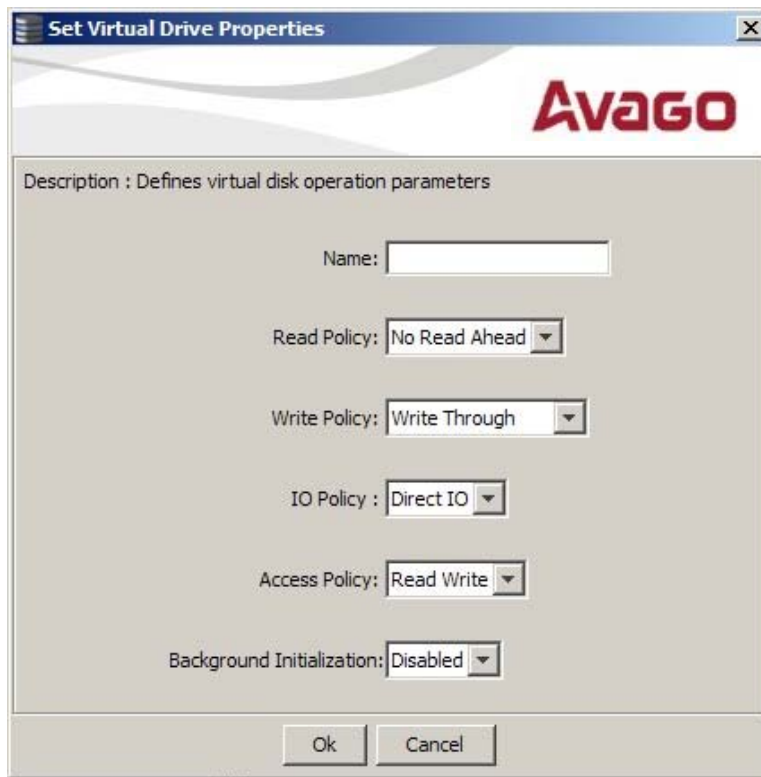 Set Virtual Drive Properties
AVAGO
Description : Defines virtual disk operation parameters
Name:
Read Policy: No Read Ahead
Write Policy: Write Through
IO Policy : Direct IO
Access Policy: Read Write
Background Initialization: Disabled
Ok Cancel